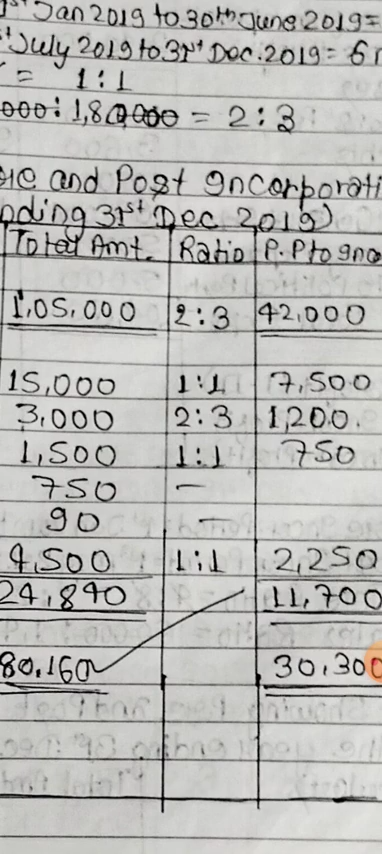 Jan 2019 to 30th June 2019 =
July 2019 to 31st Dec. 2019 = 6
= 1:1
000 : 1,80,000 = 2:3
and Post Incorporati
nding 31st Dec 2019)
Total Amt. Ratio P. P to Inc
1,05,000 2:3 42,000
15,000 1:1 7,500
3,000 2:3 1,200.
1,500 1:1 750
750 —
90 —
4,500 1:1 2,250
24,840 11,700
80,160 30,300